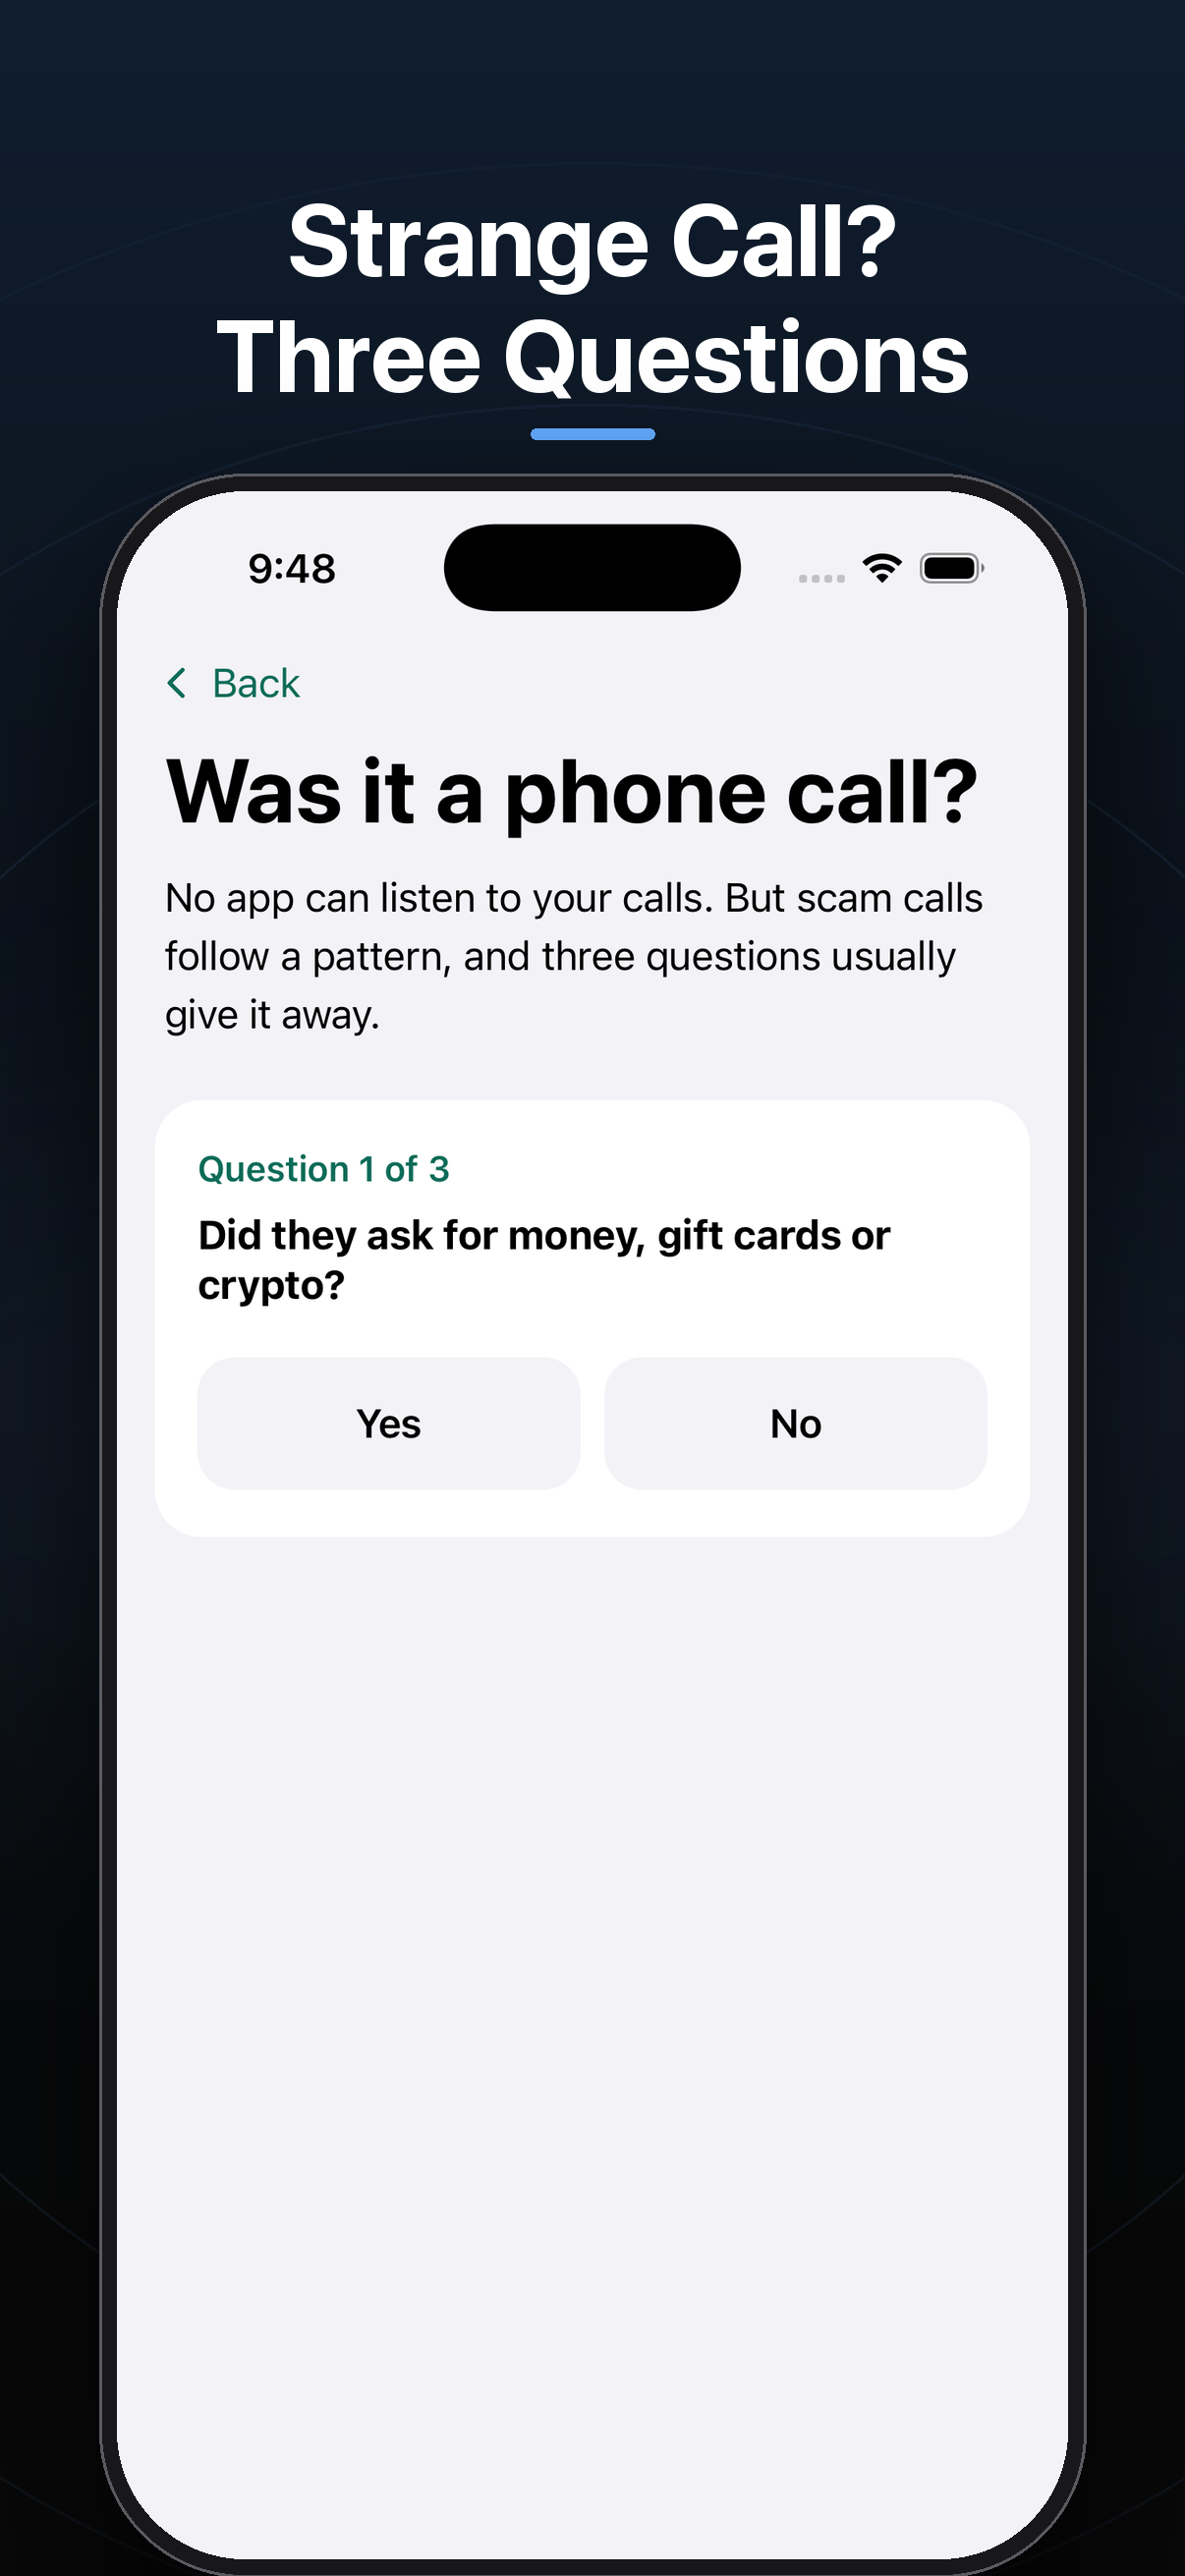 Strange Call?
Three Questions
9:48
Back
Was it a phone call?
No app can listen to your calls. But scam calls
follow a pattern, and three questions usually
give it away.
Question 1 of 3
Did they ask for money, gift cards or
crypto?
Yes
No